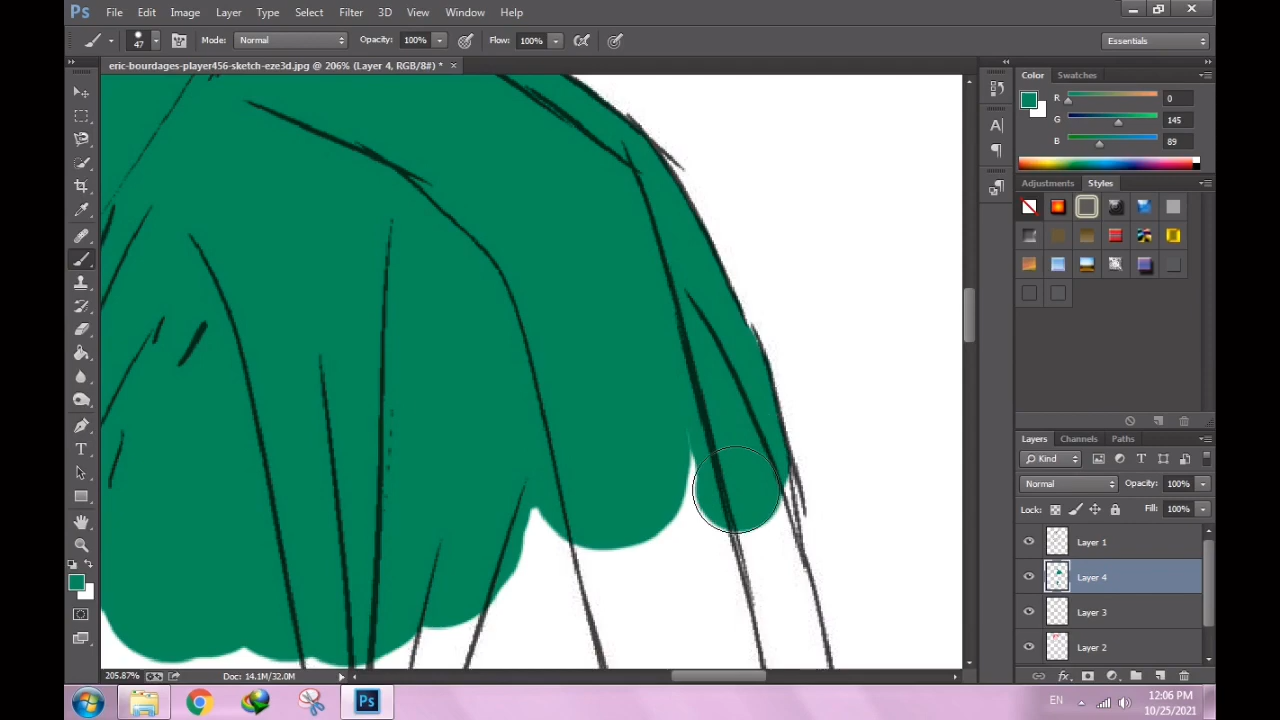 Ps File Edit Image Layer Type Select Filter 3D View Window Help
47 Mode: Normal Opacity: 100% Flow: 100% Essentials
eric-bourdages-player456-sketch-eze3d.jpg @ 206% (Layer 4, RGB/8#) * ×
Color Swatches
R 0
G 145
B 89
Adjustments Styles
Layers Channels Paths
Kind
Normal Opacity: 100%
Lock: Fill: 100%
Layer 1
Layer 4
Layer 3
Layer 2
fx
205.87% Doc: 14.1M/32.0M
Ps EN 12:06 PM
10/25/2021